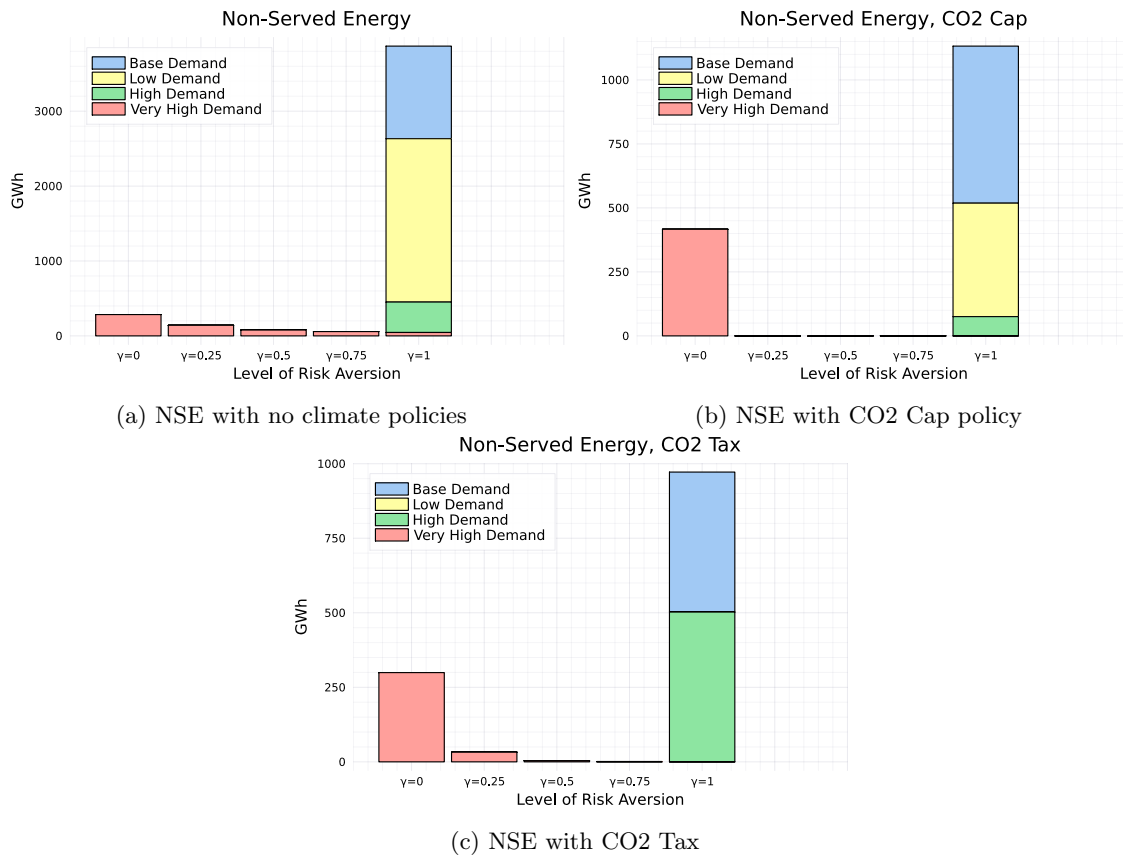 Non-Served Energy
Base Demand
Low Demand
High Demand
Very High Demand
GWh
3000
2000
1000
0
γ=0 γ=0.25 γ=0.5 γ=0.75 γ=1
Level of Risk Aversion
(a) NSE with no climate policies
Non-Served Energy, CO2 Cap
Base Demand
Low Demand
High Demand
Very High Demand
GWh
1000
750
500
250
0
γ=0 γ=0.25 γ=0.5 γ=0.75 γ=1
Level of Risk Aversion
(b) NSE with CO2 Cap policy
Non-Served Energy, CO2 Tax
Base Demand
Low Demand
High Demand
Very High Demand
GWh
1000
750
500
250
0
γ=0 γ=0.25 γ=0.5 γ=0.75 γ=1
Level of Risk Aversion
(c) NSE with CO2 Tax